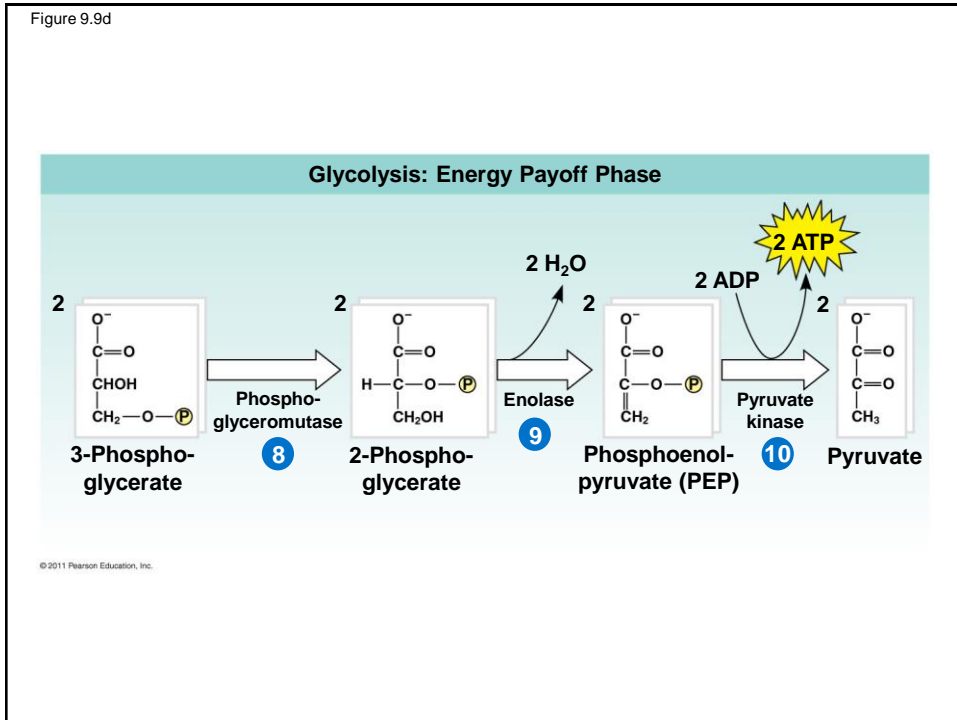 Figure 9.9d
Glycolysis: Energy Payoff Phase
2 ATP
2 H₂O
2 ADP
2
O⁻
C=O
CHOH
CH₂—O—P
3-Phospho-
glycerate
Phospho-
glyceromutase
8
2
O⁻
C=O
H—C—O—P
CH₂OH
2-Phospho-
glycerate
Enolase
9
2
O⁻
C=O
C—O—P
CH₂
Phosphoenol-
pyruvate (PEP)
Pyruvate
kinase
10
2
O⁻
C=O
C=O
CH₃
Pyruvate
© 2011 Pearson Education, Inc.